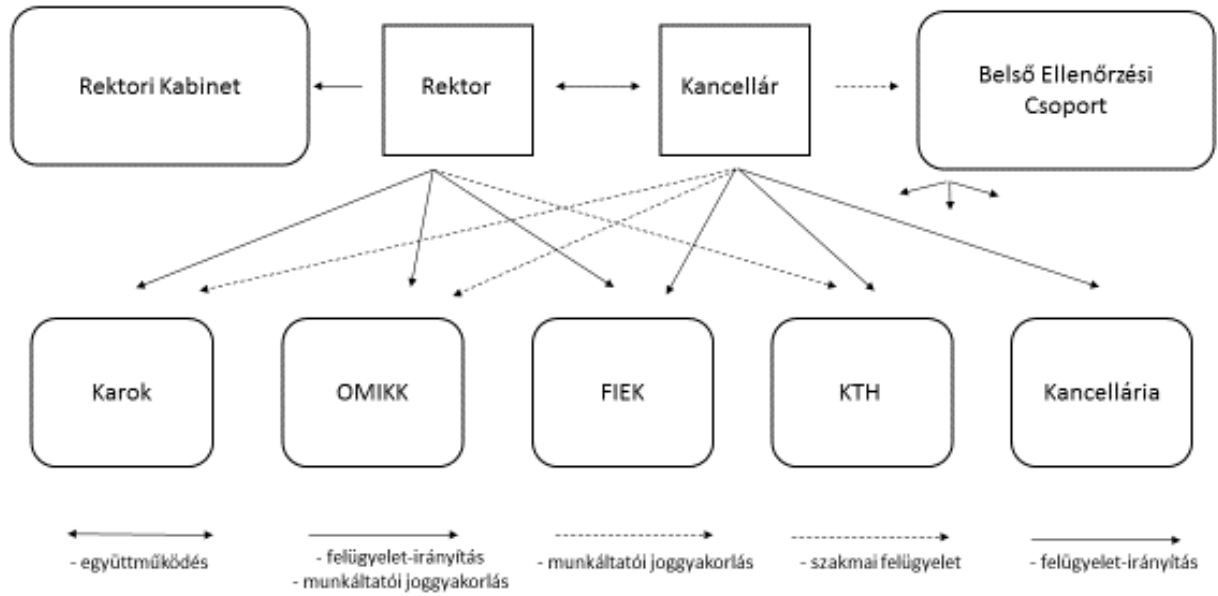 Rektori Kabinet
Rektor
Kancellár
Belső Ellenőrzési
Csoport
Karok
OMIKK
FIEK
KTH
Kancellária
- együttműködés
- felügyelet-irányítás
- munkáltatói joggyakorlás
- munkáltatói joggyakorlás
- szakmai felügyelet
- felügyelet-irányítás